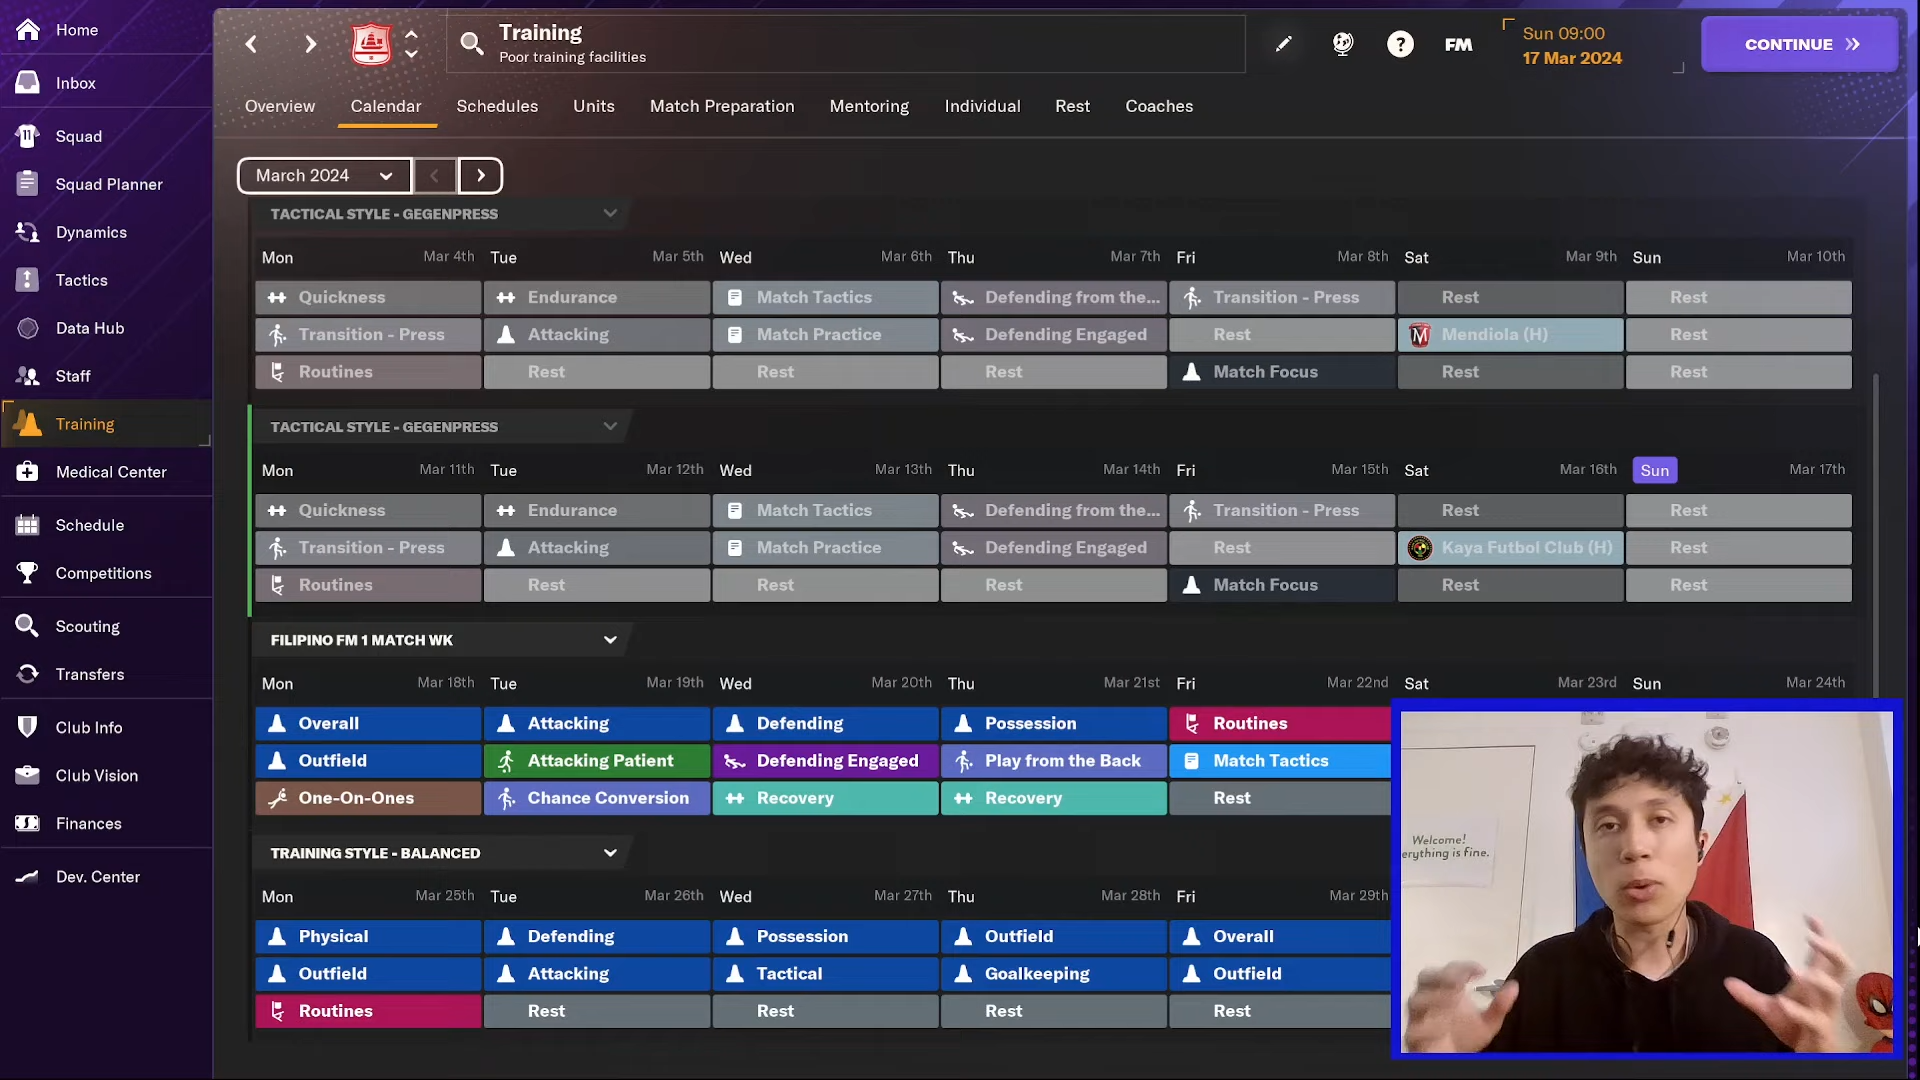 Home
Inbox
Squad
Squad Planner
Dynamics
Tactics
Data Hub
Staff
Training
Medical Center
Schedule
Competitions
Scouting
Transfers
Club Info
Club Vision
Finances
Dev. Center
Training
Poor training facilities
FM
Sun 09:00
17 Mar 2024
CONTINUE
Overview Calendar Schedules Units Match Preparation Mentoring Individual Rest Coaches
March 2024
TACTICAL STYLE - GEGENPRESS
Mon Mar 4th Tue Mar 5th Wed Mar 6th Thu Mar 7th Fri Mar 8th Sat Mar 9th Sun Mar 10th
Quickness Endurance Match Tactics Defending from the... Transition - Press Rest Rest
Transition - Press Attacking Match Practice Defending Engaged Rest Mendiola (H) Rest
Routines Rest Rest Rest Match Focus Rest Rest
TACTICAL STYLE - GEGENPRESS
Mon Mar 11th Tue Mar 12th Wed Mar 13th Thu Mar 14th Fri Mar 15th Sat Mar 16th Sun Mar 17th
Quickness Endurance Match Tactics Defending from the... Transition - Press Rest Rest
Transition - Press Attacking Match Practice Defending Engaged Rest Kaya Futbol Club (H) Rest
Routines Rest Rest Rest Match Focus Rest Rest
FILIPINO FM 1 MATCH WK
Mon Mar 18th Tue Mar 19th Wed Mar 20th Thu Mar 21st Fri Mar 22nd Sat Mar 23rd Sun Mar 24th
Overall Attacking Defending Possession Routines
Outfield Attacking Patient Defending Engaged Play from the Back Match Tactics
One-On-Ones Chance Conversion Recovery Recovery Rest
TRAINING STYLE - BALANCED
Mon Mar 25th Tue Mar 26th Wed Mar 27th Thu Mar 28th Fri Mar 29th
Physical Defending Possession Outfield Overall
Outfield Attacking Tactical Goalkeeping Outfield
Routines Rest Rest Rest Rest
Welcome!
erything is fine.